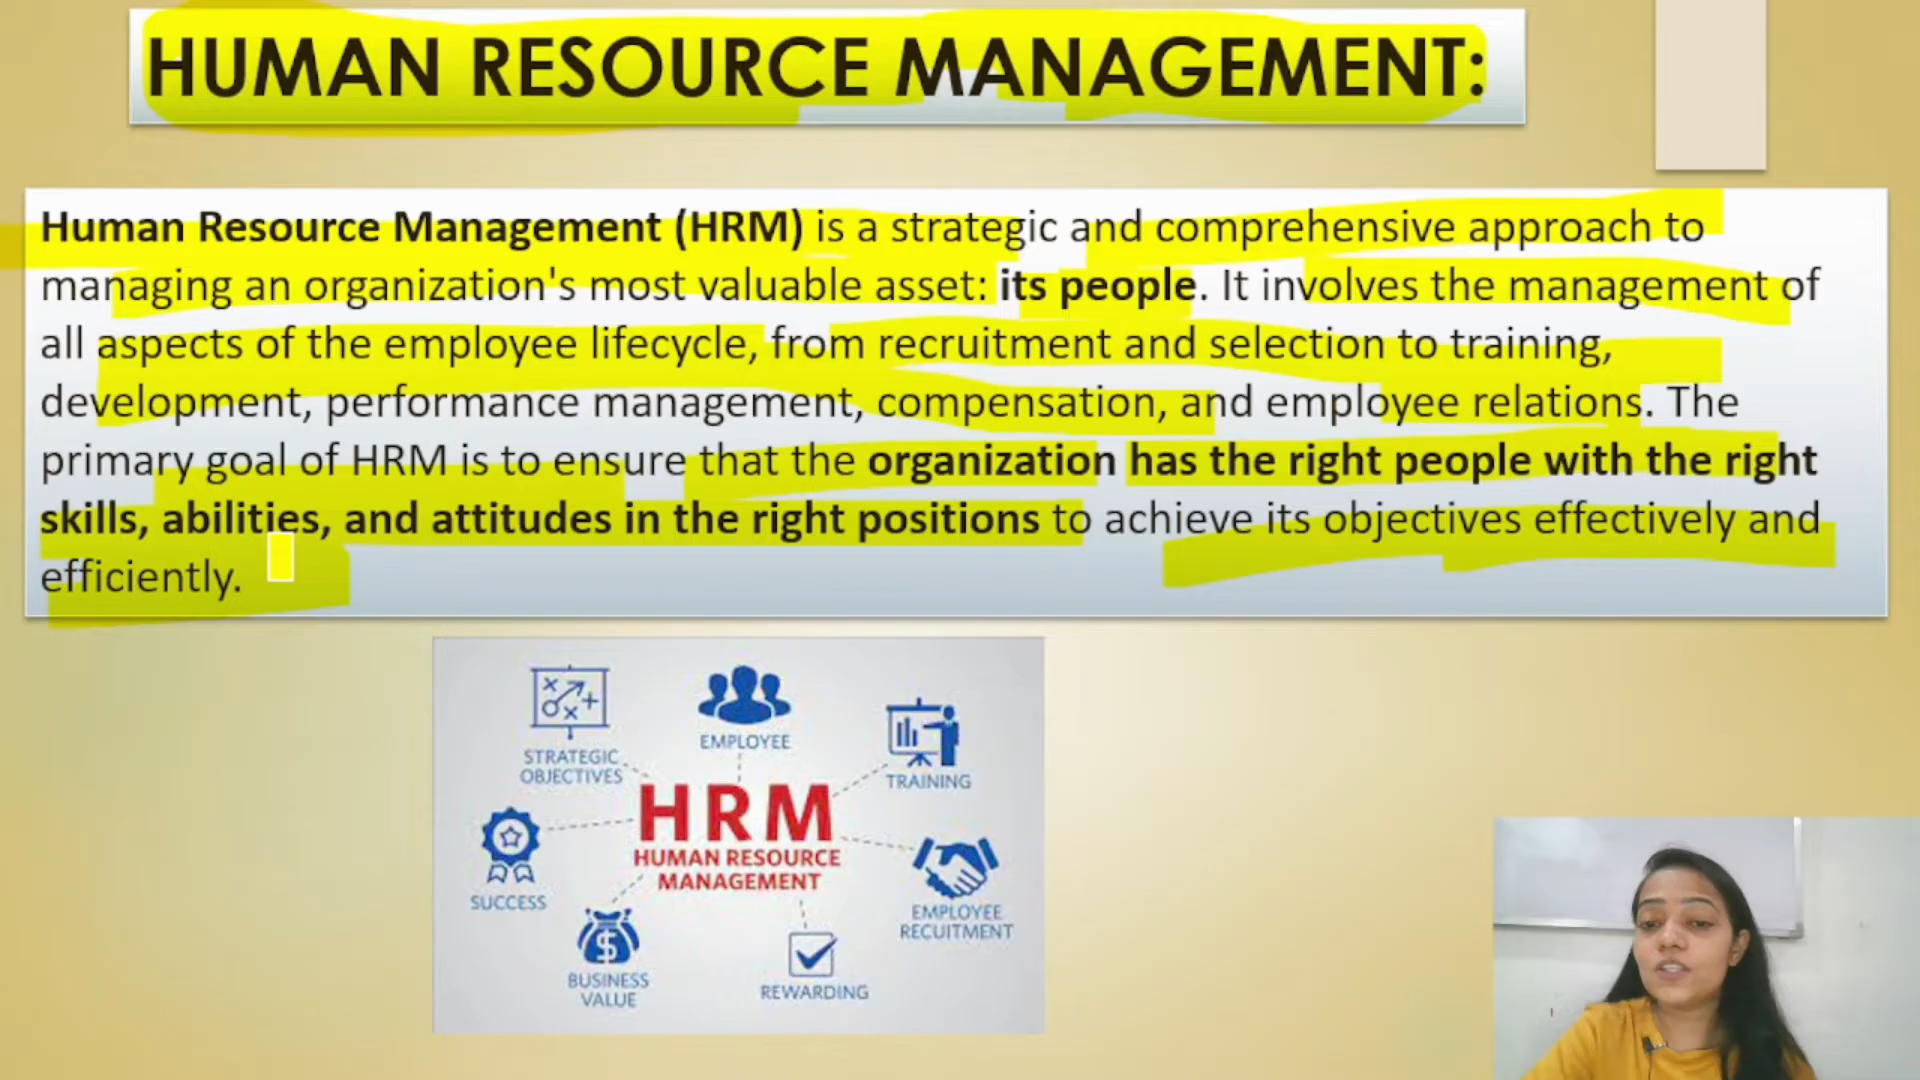 HUMAN RESOURCE MANAGEMENT:
Human Resource Management (HRM) is a strategic and comprehensive approach to
managing an organization's most valuable asset: its people. It involves the management of
all aspects of the employee lifecycle, from recruitment and selection to training,
development, performance management, compensation, and employee relations. The
primary goal of HRM is to ensure that the organization has the right people with the right
skills, abilities, and attitudes in the right positions to achieve its objectives effectively and
efficiently.
EMPLOYEE
STRATEGIC
OBJECTIVES
TRAINING
HRM
HUMAN RESOURCE
MANAGEMENT
SUCCESS
EMPLOYEE
RECUITMENT
BUSINESS
VALUE
REWARDING